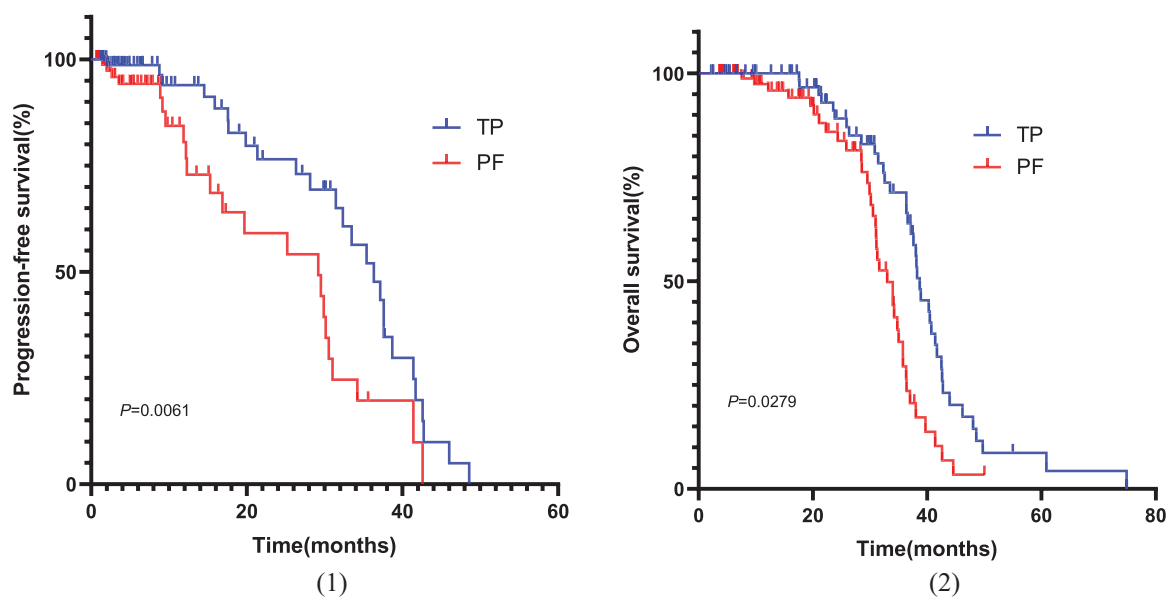 Progression-free survival(%)
100
50
0
TP
PF
P=0.0061
0 20 40 60
Time(months)
(1)
Overall survival(%)
100
50
0
TP
PF
P=0.0279
0 20 40 60 80
Time(months)
(2)